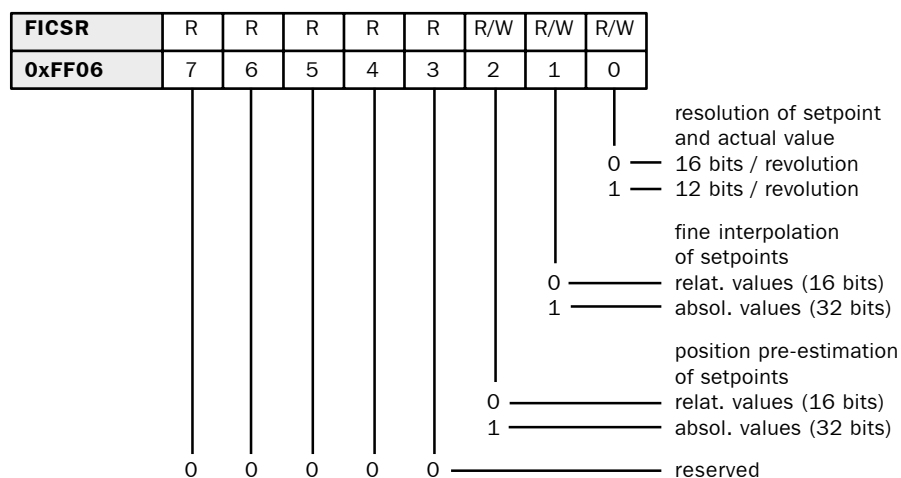 FICSR R R R R R R/W R/W R/W
0xFF06 7 6 5 4 3 2 1 0
resolution of setpoint
and actual value
0 16 bits / revolution
1 12 bits / revolution
fine interpolation
of setpoints
0 relat. values (16 bits)
1 absol. values (32 bits)
position pre-estimation
of setpoints
0 relat. values (16 bits)
1 absol. values (32 bits)
0 0 0 0 0 reserved